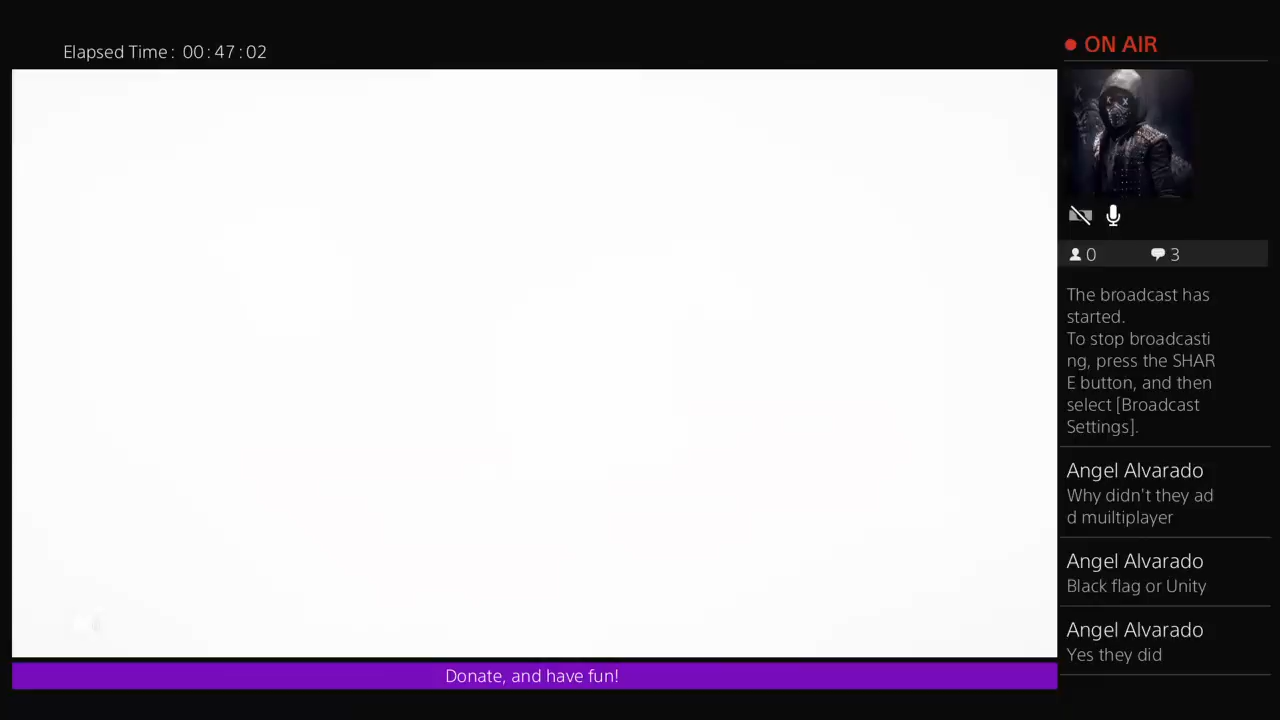 Elapsed Time: 00:47:02
ON AIR
0 3
The broadcast has
started.
To stop broadcasti
ng, press the SHAR
E button, and then
select [Broadcast
Settings].
Angel Alvarado
Why didn't they ad
d muiltiplayer
Angel Alvarado
Black flag or Unity
Angel Alvarado
Yes they did
Donate, and have fun!